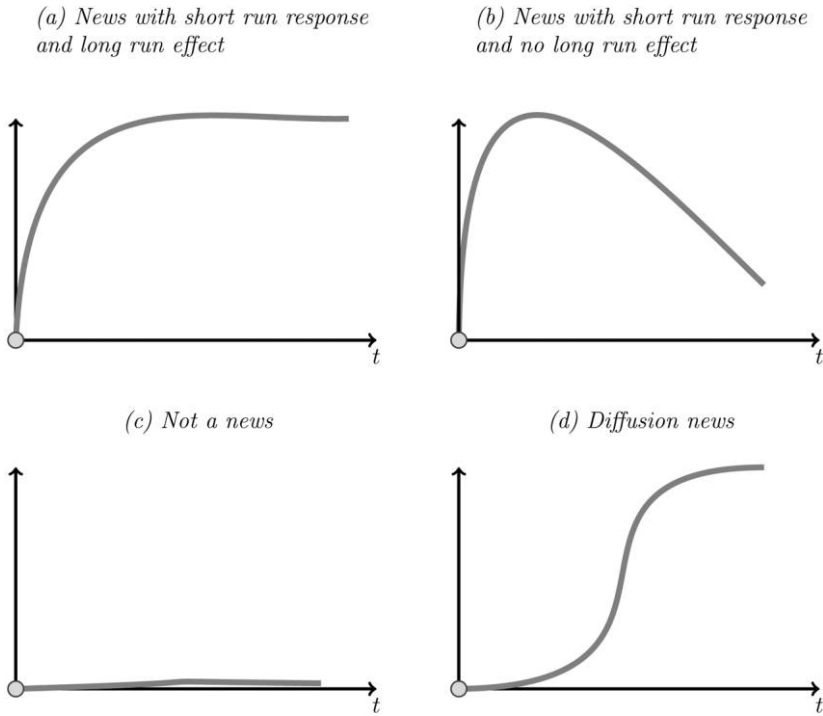 (a) News with short run response
and long run effect
(b) News with short run response
and no long run effect
t
t
(c) Not a news
(d) Diffusion news
t
t